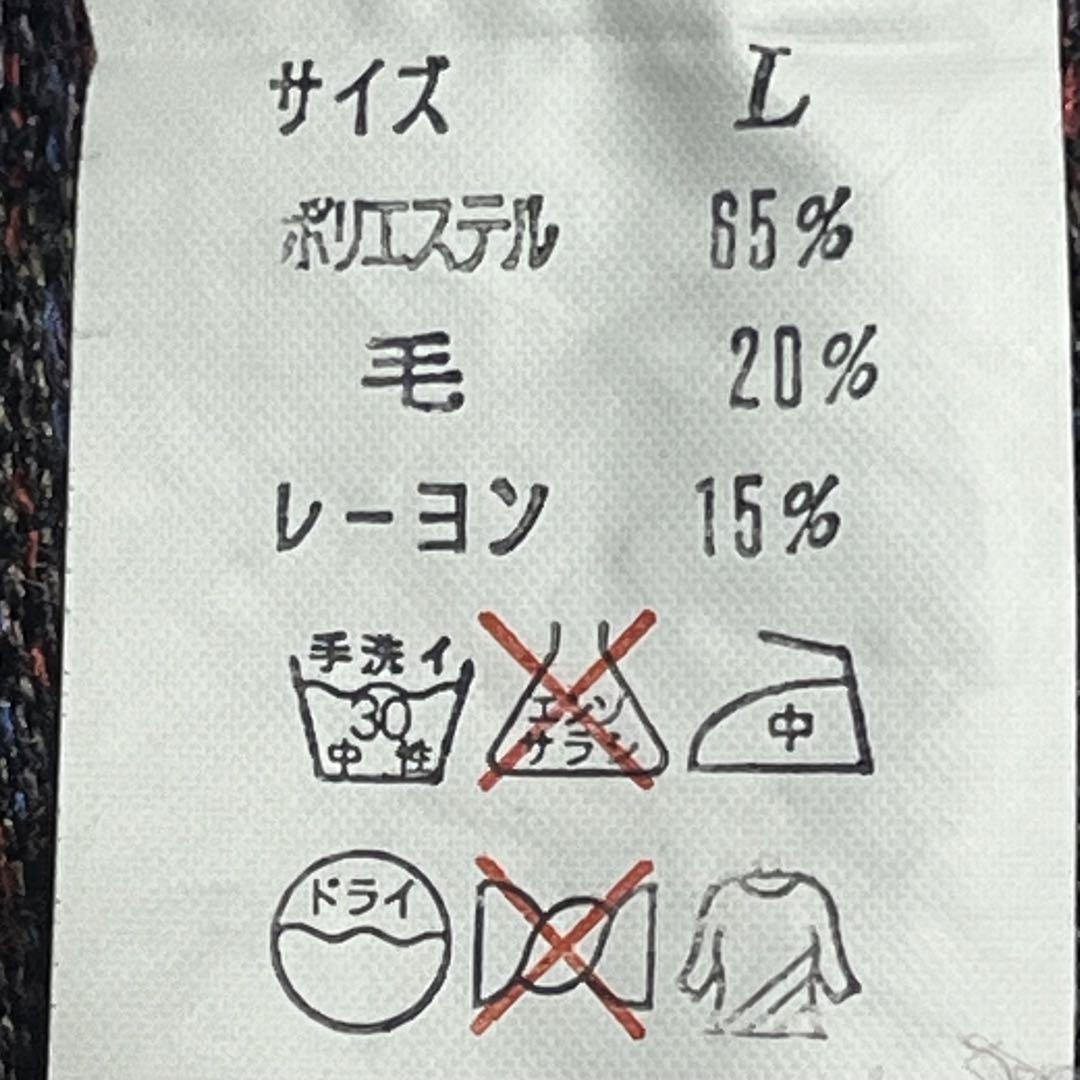 サイズ L
ポリエステル 65%
毛 20%
レーヨン 15%
手洗イ
30
中性
エンソ
サラシ
中
ドライ